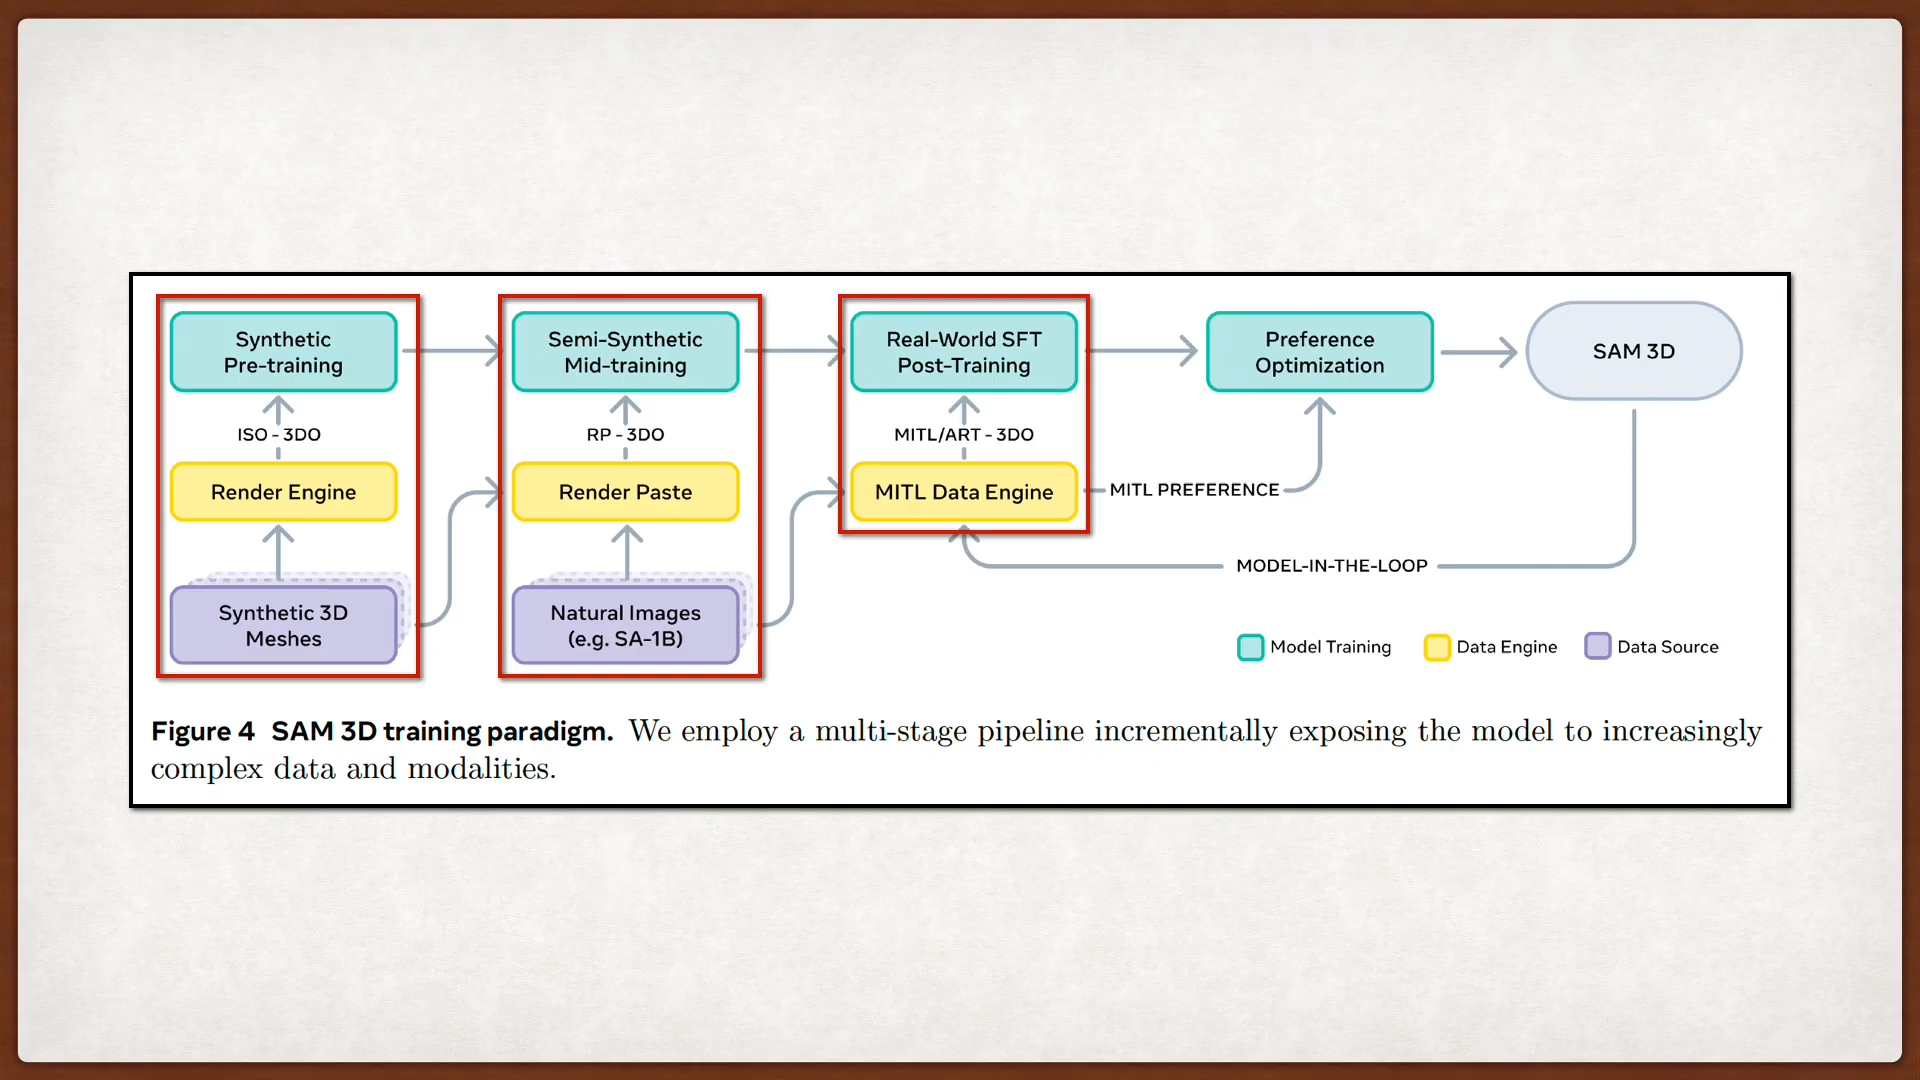 Synthetic
Pre-training
Semi-Synthetic
Mid-training
Real-World SFT
Post-Training
Preference
Optimization
SAM 3D
ISO - 3DO
RP - 3DO
MITL/ART - 3DO
Render Engine
Render Paste
MITL Data Engine
MITL PREFERENCE
MODEL-IN-THE-LOOP
Synthetic 3D
Meshes
Natural Images
(e.g. SA-1B)
Model Training
Data Engine
Data Source
Figure 4 SAM 3D training paradigm. We employ a multi-stage pipeline incrementally exposing the model to increasingly
complex data and modalities.